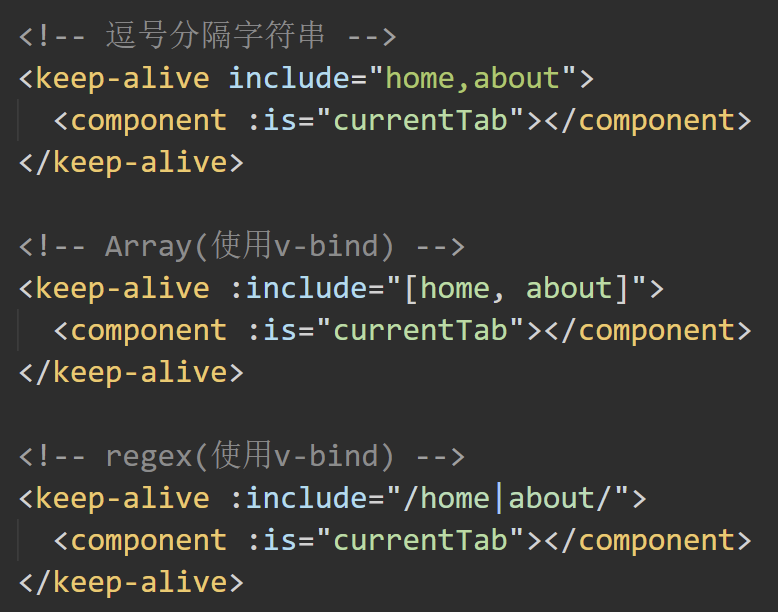 <!-- 逗号分隔字符串 -->
<keep-alive include="home,about">
  <component :is="currentTab"></component>
</keep-alive>

<!-- Array(使用v-bind) -->
<keep-alive :include="[home, about]">
  <component :is="currentTab"></component>
</keep-alive>

<!-- regex(使用v-bind) -->
<keep-alive :include="/home|about/">
  <component :is="currentTab"></component>
</keep-alive>